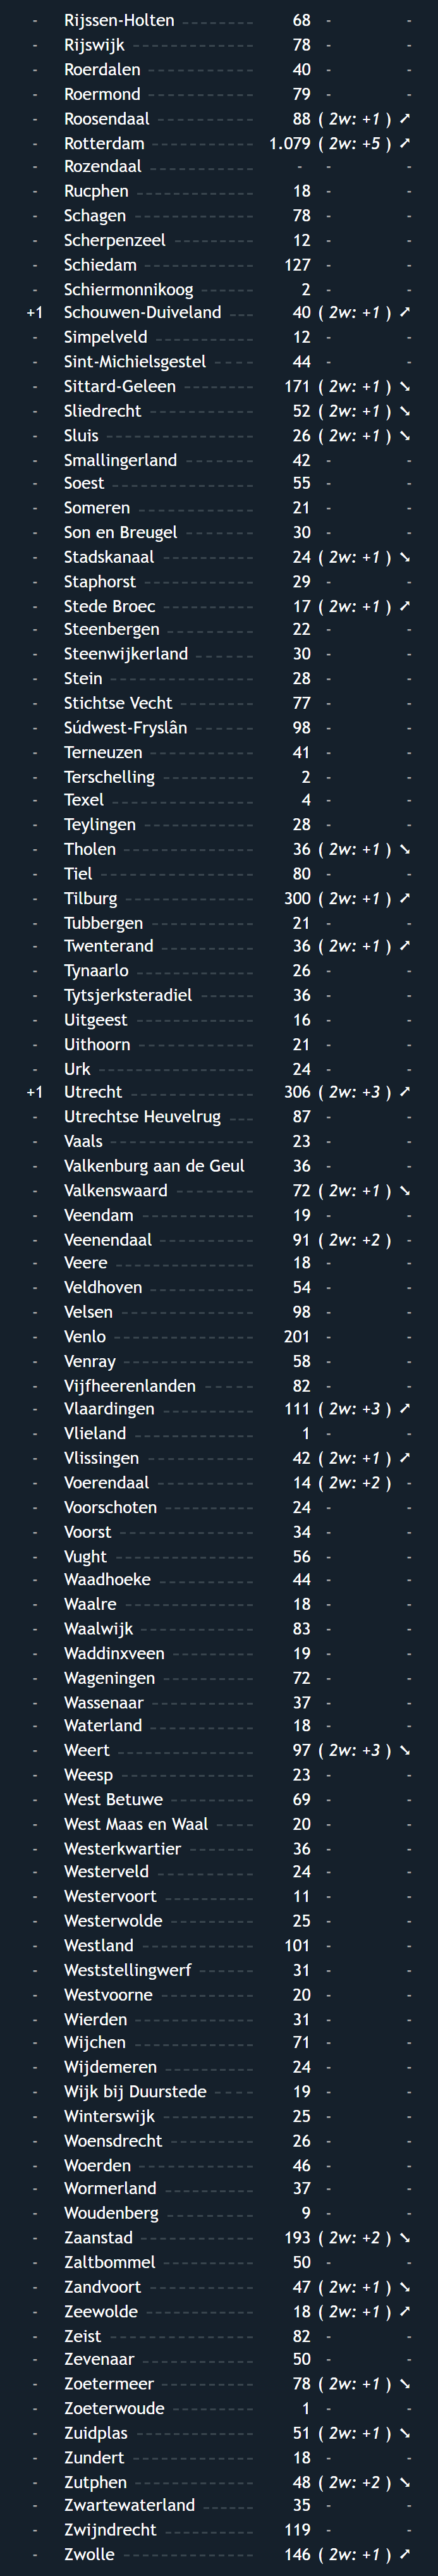 - Rijssen-Holten 68 - -
- Rijswijk 78 - -
- Roerdalen 40 - -
- Roermond 79 - -
- Roosendaal 88 ( 2w: +1 ) ➚
- Rotterdam 1.079 ( 2w: +5 ) ➚
- Rozendaal - - -
- Rucphen 18 - -
- Schagen 78 - -
- Scherpenzeel 12 - -
- Schiedam 127 - -
- Schiermonnikoog 2 - -
+1 Schouwen-Duiveland 40 ( 2w: +1 ) ➚
- Simpelveld 12 - -
- Sint-Michielsgestel 44 - -
- Sittard-Geleen 171 ( 2w: +1 ) ➘
- Sliedrecht 52 ( 2w: +1 ) ➘
- Sluis 26 ( 2w: +1 ) ➘
- Smallingerland 42 - -
- Soest 55 - -
- Someren 21 - -
- Son en Breugel 30 - -
- Stadskanaal 24 ( 2w: +1 ) ➘
- Staphorst 29 - -
- Stede Broec 17 ( 2w: +1 ) ➚
- Steenbergen 22 - -
- Steenwijkerland 30 - -
- Stein 28 - -
- Stichtse Vecht 77 - -
- Súdwest-Fryslân 98 - -
- Terneuzen 41 - -
- Terschelling 2 - -
- Texel 4 - -
- Teylingen 28 - -
- Tholen 36 ( 2w: +1 ) ➘
- Tiel 80 - -
- Tilburg 300 ( 2w: +1 ) ➚
- Tubbergen 21 - -
- Twenterand 36 ( 2w: +1 ) ➚
- Tynaarlo 26 - -
- Tytsjerksteradiel 36 - -
- Uitgeest 16 - -
- Uithoorn 21 - -
- Urk 24 - -
+1 Utrecht 306 ( 2w: +3 ) ➚
- Utrechtse Heuvelrug 87 - -
- Vaals 23 - -
- Valkenburg aan de Geul 36 - -
- Valkenswaard 72 ( 2w: +1 ) ➘
- Veendam 19 - -
- Veenendaal 91 ( 2w: +2 ) -
- Veere 18 - -
- Veldhoven 54 - -
- Velsen 98 - -
- Venlo 201 - -
- Venray 58 - -
- Vijfheerenlanden 82 - -
- Vlaardingen 111 ( 2w: +3 ) ➚
- Vlieland 1 - -
- Vlissingen 42 ( 2w: +1 ) ➚
- Voerendaal 14 ( 2w: +2 ) -
- Voorschoten 24 - -
- Voorst 34 - -
- Vught 56 - -
- Waadhoeke 44 - -
- Waalre 18 - -
- Waalwijk 83 - -
- Waddinxveen 19 - -
- Wageningen 72 - -
- Wassenaar 37 - -
- Waterland 18 - -
- Weert 97 ( 2w: +3 ) ➘
- Weesp 23 - -
- West Betuwe 69 - -
- West Maas en Waal 20 - -
- Westerkwartier 36 - -
- Westerveld 24 - -
- Westervoort 11 - -
- Westerwolde 25 - -
- Westland 101 - -
- Weststellingwerf 31 - -
- Westvoorne 20 - -
- Wierden 31 - -
- Wijchen 71 - -
- Wijdemeren 24 - -
- Wijk bij Duurstede 19 - -
- Winterswijk 25 - -
- Woensdrecht 26 - -
- Woerden 46 - -
- Wormerland 37 - -
- Woudenberg 9 - -
- Zaanstad 193 ( 2w: +2 ) ➘
- Zaltbommel 50 - -
- Zandvoort 47 ( 2w: +1 ) ➘
- Zeewolde 18 ( 2w: +1 ) ➚
- Zeist 82 - -
- Zevenaar 50 - -
- Zoetermeer 78 ( 2w: +1 ) ➘
- Zoeterwoude 1 - -
- Zuidplas 51 ( 2w: +1 ) ➘
- Zundert 18 - -
- Zutphen 48 ( 2w: +2 ) ➘
- Zwartewaterland 35 - -
- Zwijndrecht 119 - -
- Zwolle 146 ( 2w: +1 ) ➚